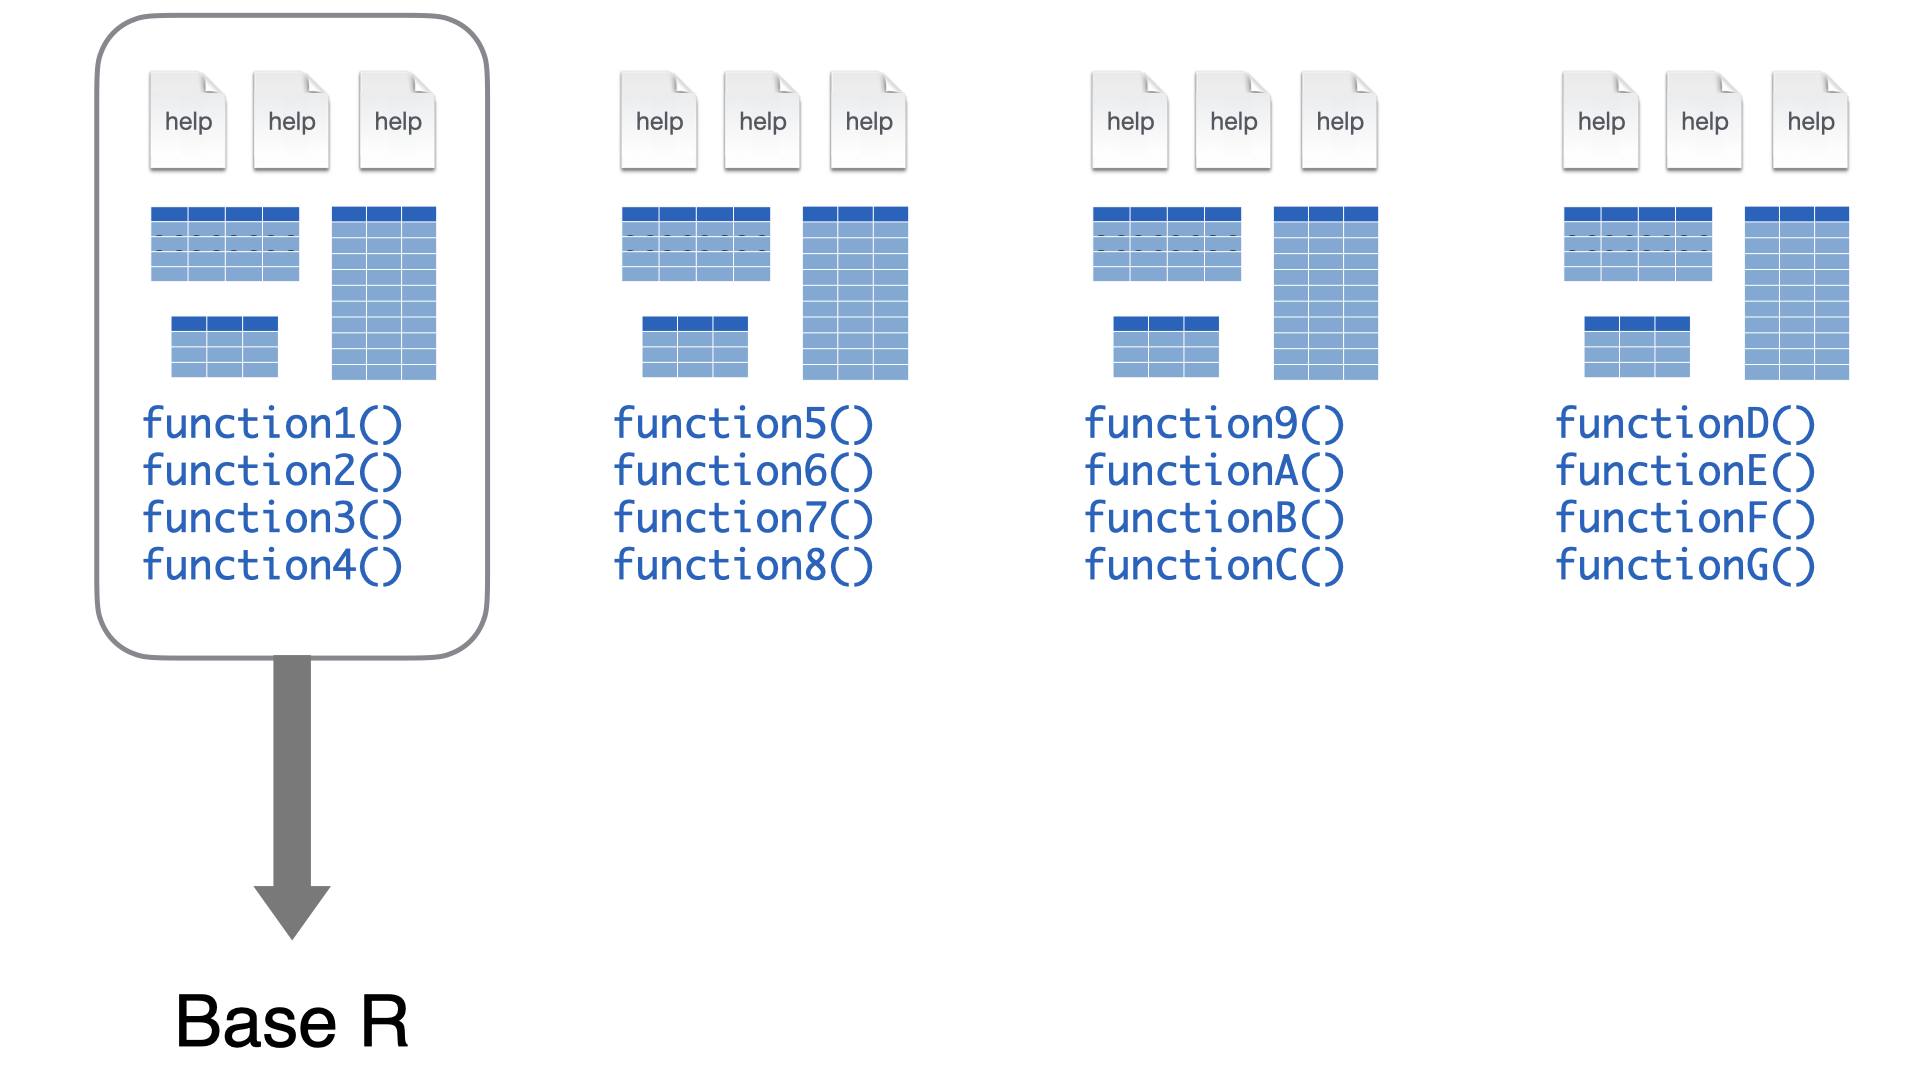 help help help help help help help help help help help help
function1() function5() function9() functionD()
function2() function6() functionA() functionE()
function3() function7() functionB() functionF()
function4() function8() functionC() functionG()
Base R